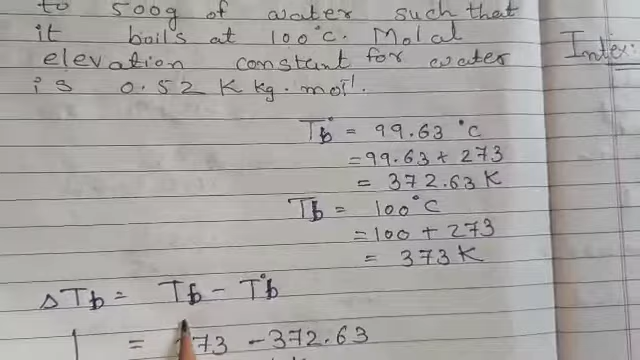 to 500g of water such that
it boils at 100°C. Molal
elevation constant for water
is 0.52 K kg. mol⁻¹.
Inter
Tb° = 99.63 °C
= 99.63 + 273
= 372.63 K
Tb = 100°C
= 100 + 273
= 373 K
ΔTb = Tb - Tb°
= 373 - 372.63